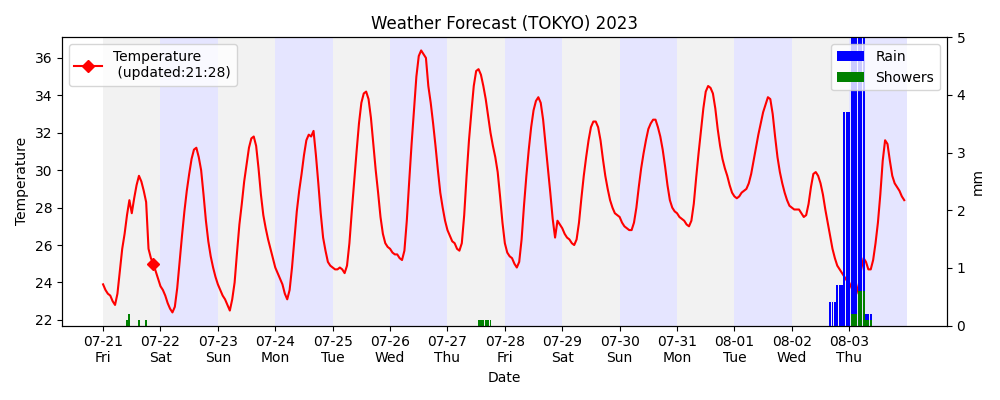 Weather Forecast (TOKYO) 2023
Temperature
(updated:21:28)
Rain
Showers
Temperature
36
34
32
30
28
26
24
22
5
4
3
2
1
0
mm
07-21 07-22 07-23 07-24 07-25 07-26 07-27 07-28 07-29 07-30 07-31 08-01 08-02 08-03
Fri Sat Sun Mon Tue Wed Thu Fri Sat Sun Mon Tue Wed Thu
Date